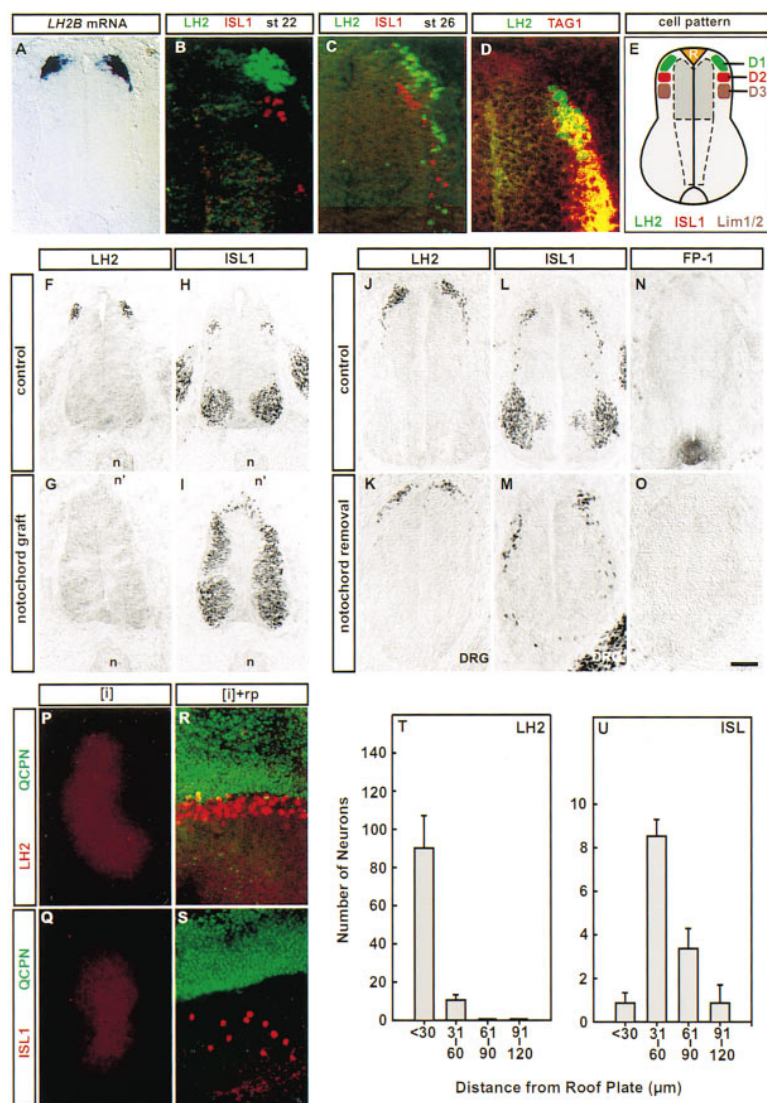 LH2B mRNA
LH2 ISL1 st 22
LH2 ISL1 st 26
LH2 TAG1
cell pattern
A
B
C
D
E
R
D1
D2
D3
LH2 ISL1 Lim1/2
LH2
ISL1
LH2
ISL1
FP-1
control
F
H
n
n
control
J
L
N
notochord graft
G
n'
I
n'
n
n
notochord removal
K
M
O
DRG
DRG
[i]
[i]+rp
QCPN
LH2
P
R
QCPN
ISL1
Q
S
T
LH2
Number of Neurons
140
120
100
80
60
40
20
0
<30
31
60
61
90
91
120
U
ISL
10
8
6
4
2
0
<30
31
60
61
90
91
120
Distance from Roof Plate (µm)